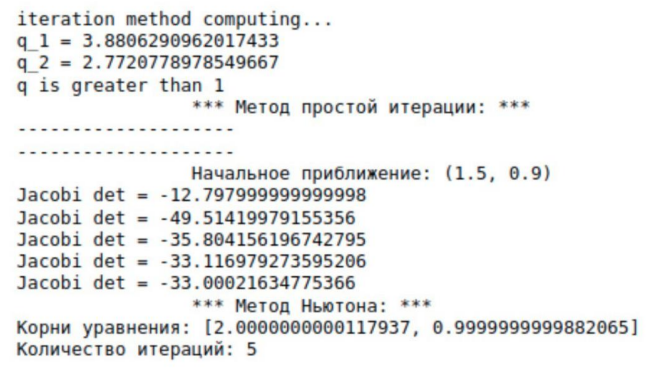 iteration method computing...
q_1 = 3.8806290962017433
q_2 = 2.7720778978549667
q is greater than 1
*** Метод простой итерации: ***
--------------------
--------------------
Начальное приближение: (1.5, 0.9)
Jacobi det = -12.797999999999998
Jacobi det = -49.51419979155356
Jacobi det = -35.804156196742795
Jacobi det = -33.116979273595206
Jacobi det = -33.00021634775366
*** Метод Ньютона: ***
Корни уравнения: [2.0000000000117937, 0.9999999999882065]
Количество итераций: 5